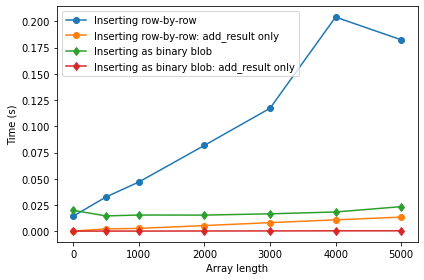 0.200
0.175
0.150
0.125
0.100
0.075
0.050
0.025
0.000
Time (s)
Inserting row-by-row
Inserting row-by-row: add_result only
Inserting as binary blob
Inserting as binary blob: add_result only
0 1000 2000 3000 4000 5000
Array length